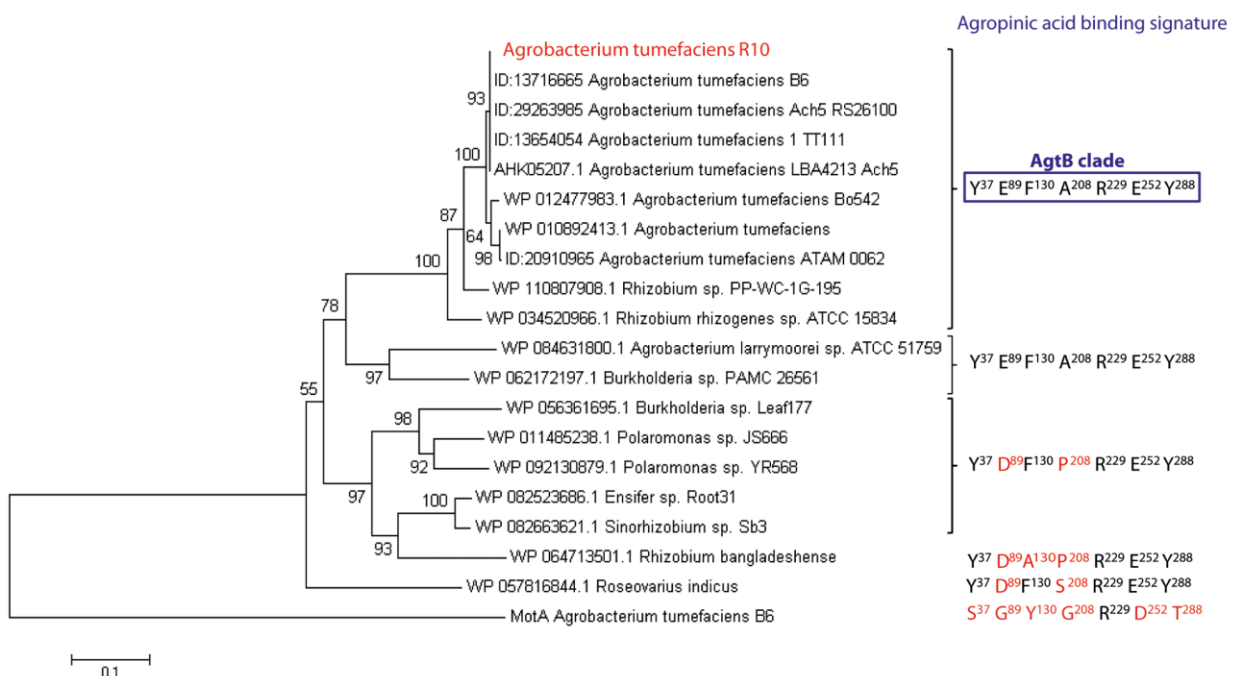 Agropinic acid binding signature
Agrobacterium tumefaciens R10
ID:13716665 Agrobacterium tumefaciens B6
93
ID:29263985 Agrobacterium tumefaciens Ach5 RS26100
ID:13654054 Agrobacterium tumefaciens 1 TT111
100
AgtB clade
AHK05207.1 Agrobacterium tumefaciens LBA4213 Ach5
Y³⁷ E⁸⁹ F¹³⁰ A²⁰⁸ R²²⁹ E²⁵² Y²⁸⁸
WP 012477983.1 Agrobacterium tumefaciens Bo542
87
WP 010892413.1 Agrobacterium tumefaciens
64
98
ID:20910965 Agrobacterium tumefaciens ATAM 0062
100
WP 110807908.1 Rhizobium sp. PP-WC-1G-195
78
WP 034520966.1 Rhizobium rhizogenes sp. ATCC 15834
WP 084631800.1 Agrobacterium larrymoorei sp. ATCC 51759
Y³⁷ E⁸⁹ F¹³⁰ A²⁰⁸ R²²⁹ E²⁵² Y²⁸⁸
97
WP 062172197.1 Burkholderia sp. PAMC 26561
55
WP 056361695.1 Burkholderia sp. Leaf177
98
WP 011485238.1 Polaromonas sp. JS666
92
WP 092130879.1 Polaromonas sp. YR568
Y³⁷ D⁸⁹F¹³⁰ P²⁰⁸ R²²⁹ E²⁵² Y²⁸⁸
97
100
WP 082523686.1 Ensifer sp. Root31
WP 082663621.1 Sinorhizobium sp. Sb3
93
WP 064713501.1 Rhizobium bangladeshense
Y³⁷ D⁸⁹A¹³⁰P²⁰⁸ R²²⁹ E²⁵² Y²⁸⁸
WP 057816844.1 Roseovarius indicus
Y³⁷ D⁸⁹F¹³⁰ S²⁰⁸ R²²⁹ E²⁵² Y²⁸⁸
MotA Agrobacterium tumefaciens B6
S³⁷ G⁸⁹ Y¹³⁰ G²⁰⁸ R²²⁹ D²⁵² T²⁸⁸
0.1